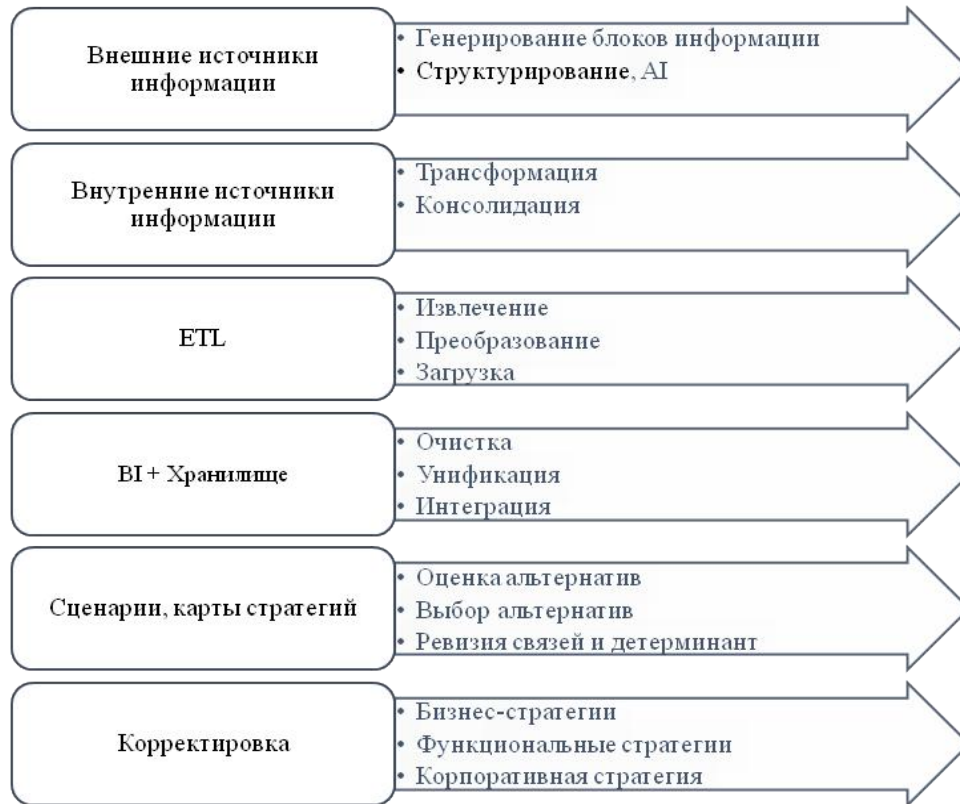 Внешние источники
информации
• Генерирование блоков информации
• Структурирование, AI
Внутренние источники
информации
• Трансформация
• Консолидация
ETL
• Извлечение
• Преобразование
• Загрузка
BI + Хранилище
• Очистка
• Унификация
• Интеграция
Сценарии, карты стратегий
• Оценка альтернатив
• Выбор альтернатив
• Ревизия связей и детерминант
Корректировка
• Бизнес-стратегии
• Функциональные стратегии
• Корпоративная стратегия